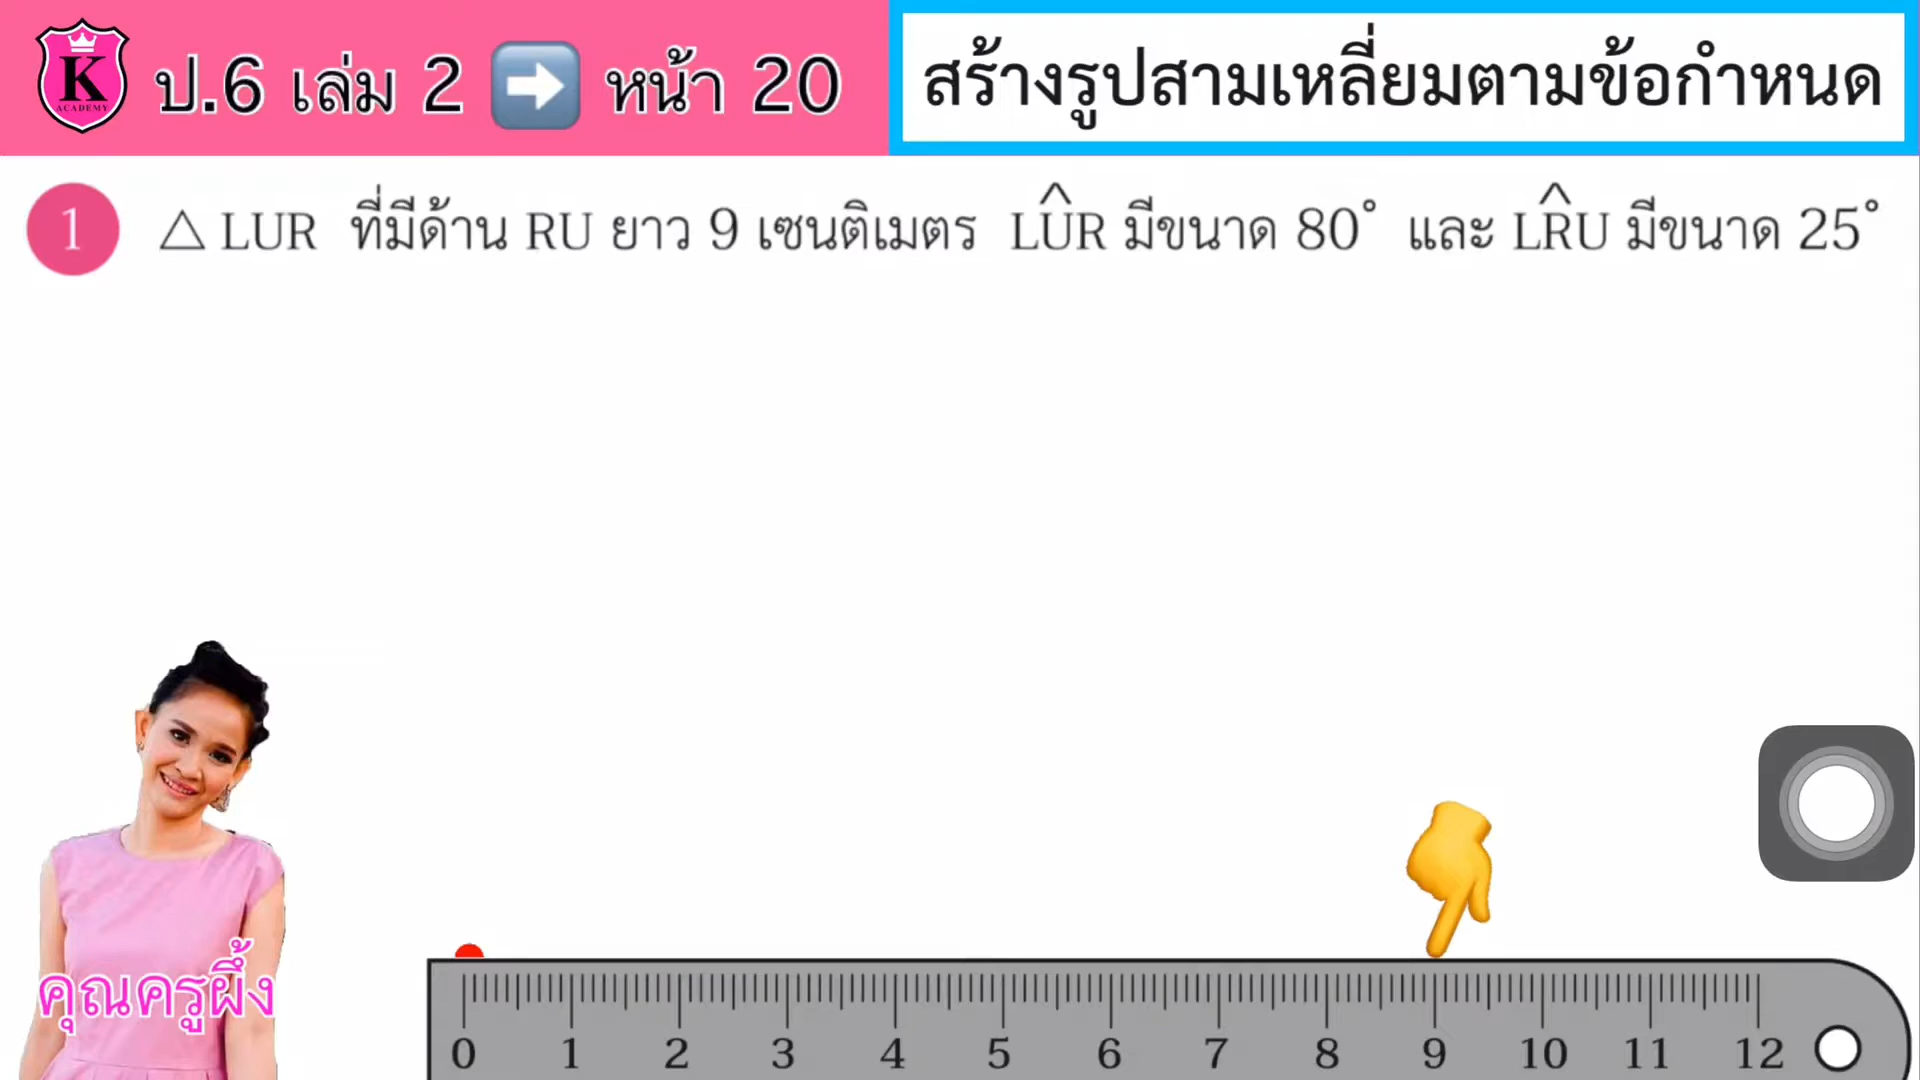 K
ACADEMY
ป.6 เล่ม 2 ➡ หน้า 20
สร้างรูปสามเหลี่ยมตามข้อกำหนด
1 △ LUR ที่มีด้าน RU ยาว 9 เซนติเมตร LÛR มีขนาด 80° และ LR̂U มีขนาด 25°
คุณครูผึ้ง
0 1 2 3 4 5 6 7 8 9 10 11 12